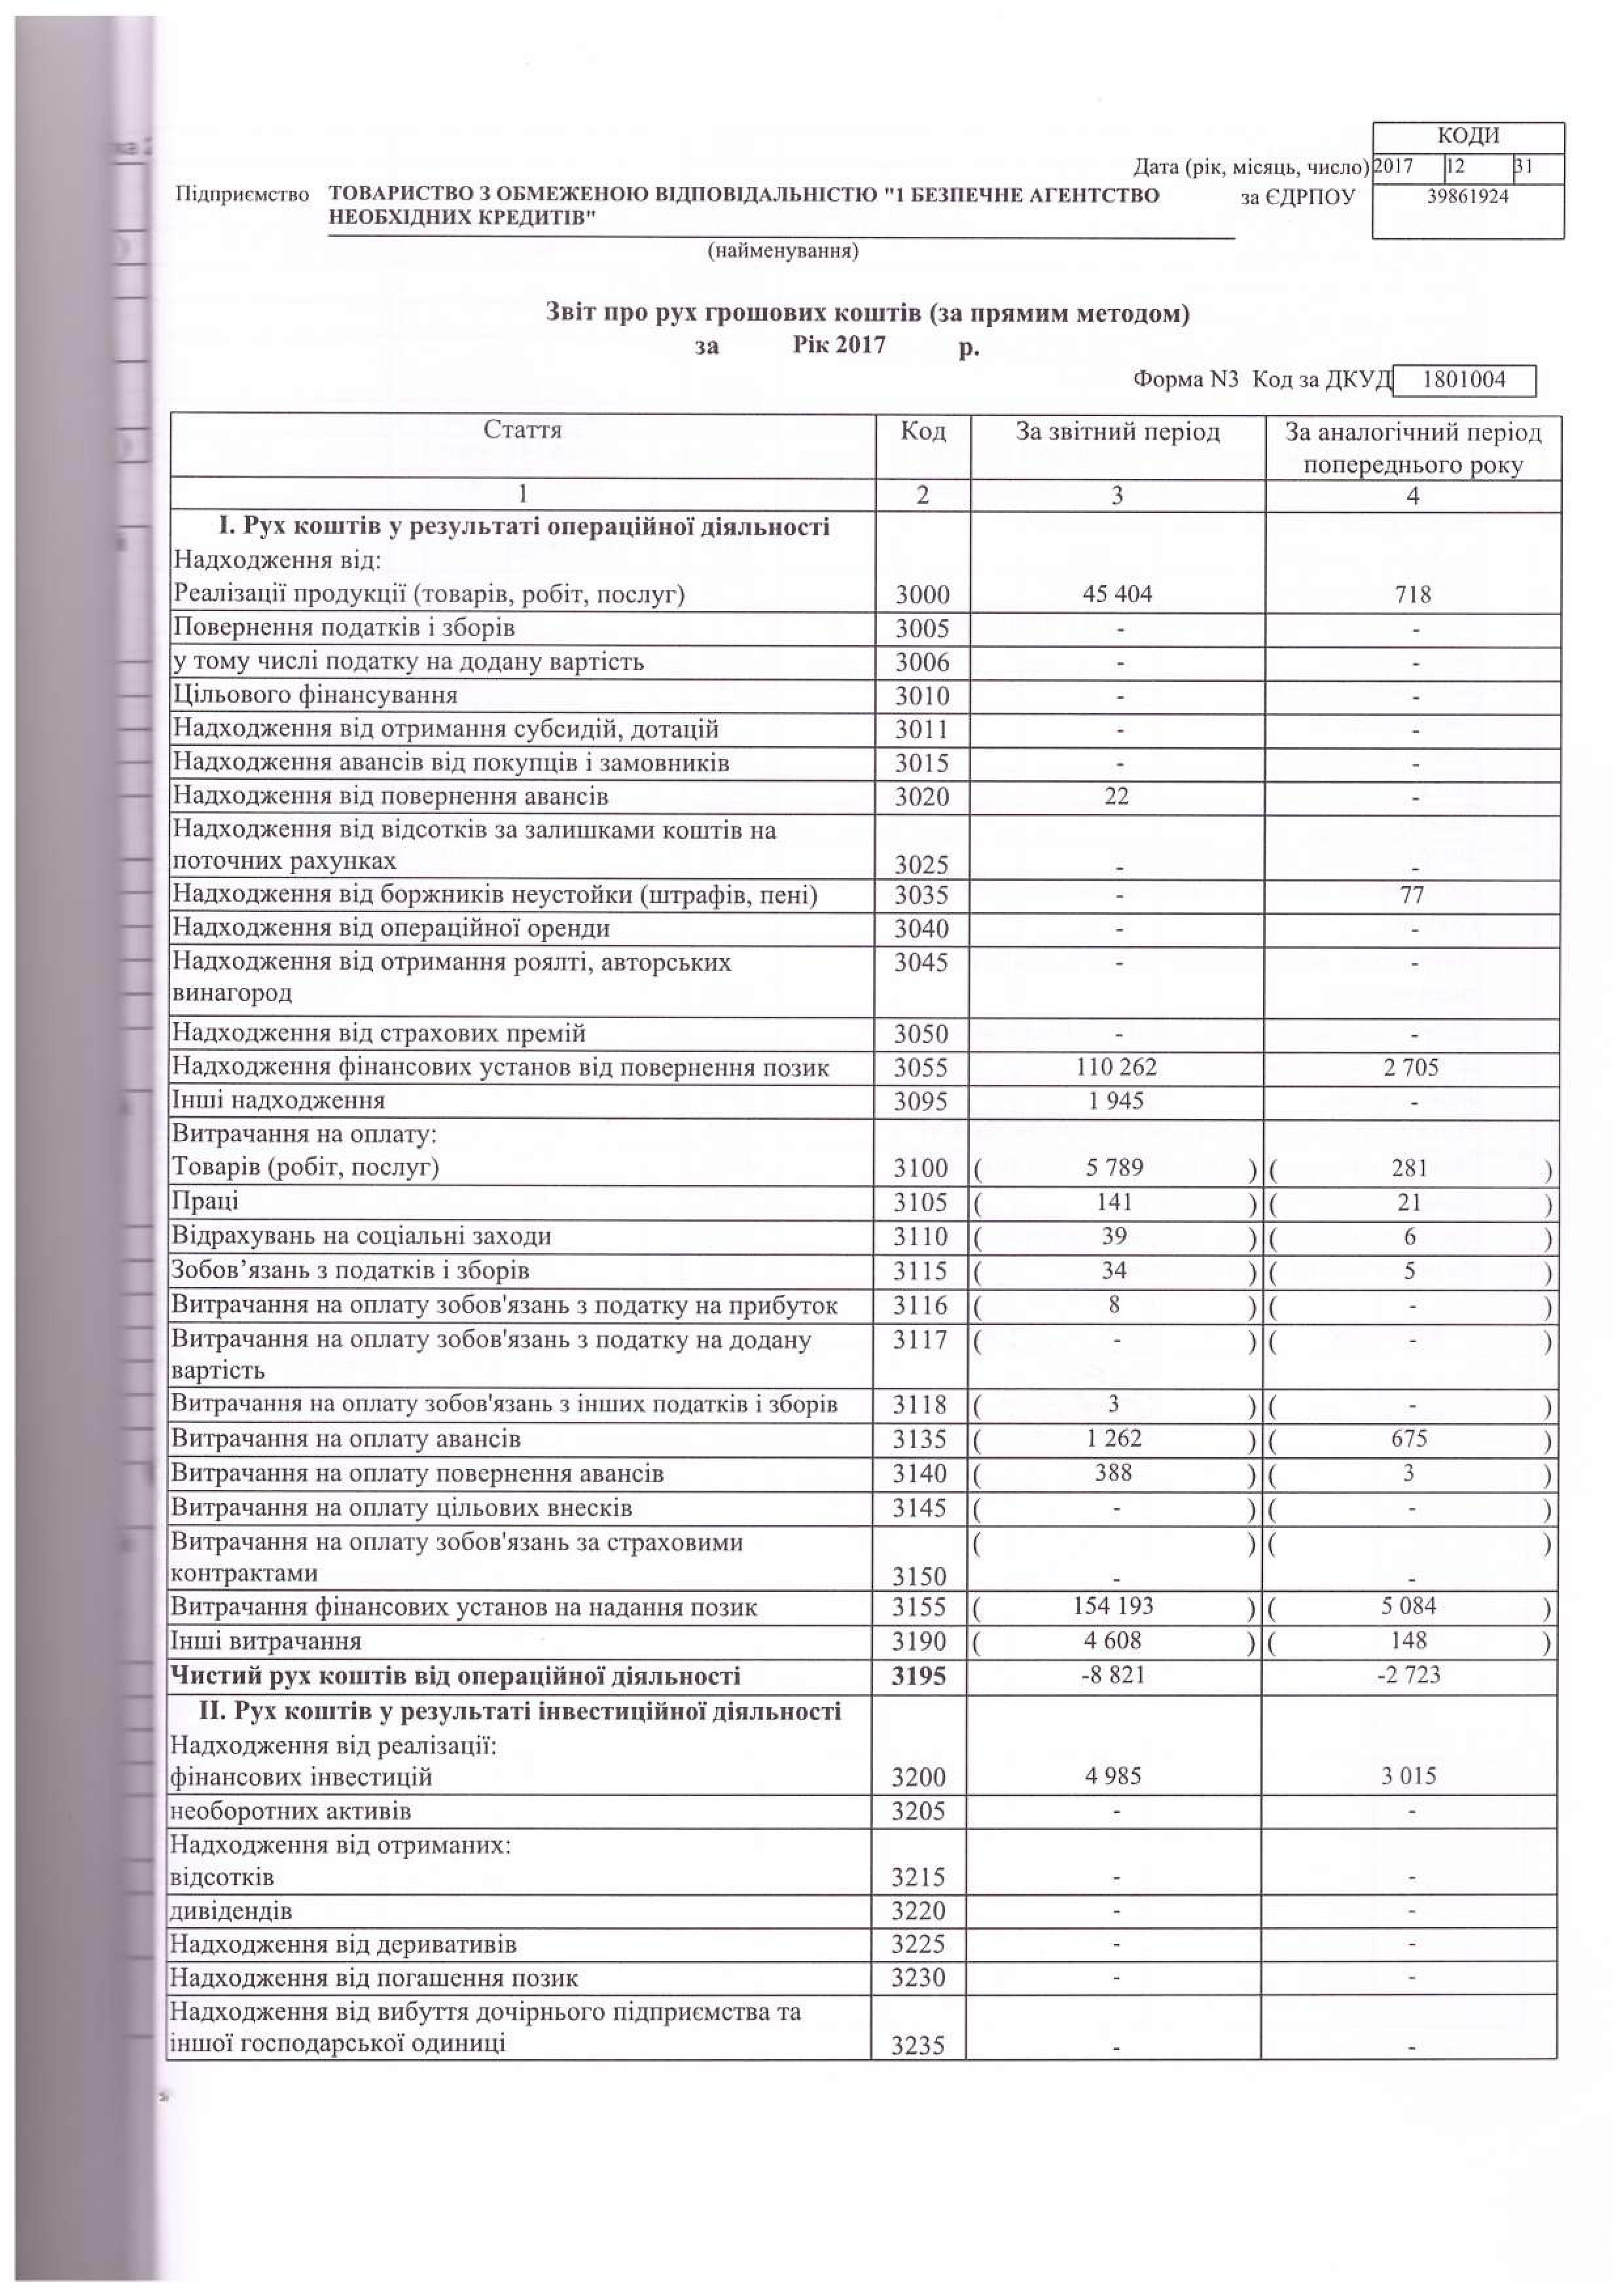 КОДИ
Дата (рік, місяць, число) 2017 12 31
Підприємство ТОВАРИСТВО З ОБМЕЖЕНОЮ ВІДПОВІДАЛЬНІСТЮ "1 БЕЗПЕЧНЕ АГЕНТСТВО за ЄДРПОУ 39861924
НЕОБХІДНИХ КРЕДИТІВ"
(найменування)
Звіт про рух грошових коштів (за прямим методом)
за Рік 2017 р.
Форма N3 Код за ДКУД 1801004
Стаття Код За звітний період За аналогічний період
попереднього року
1 2 3 4
I. Рух коштів у результаті операційної діяльності
Надходження від:
Реалізації продукції (товарів, робіт, послуг) 3000 45 404 718
Повернення податків і зборів 3005 - -
у тому числі податку на додану вартість 3006 - -
Цільового фінансування 3010 - -
Надходження від отримання субсидій, дотацій 3011 - -
Надходження авансів від покупців і замовників 3015 - -
Надходження від повернення авансів 3020 22 -
Надходження від відсотків за залишками коштів на
поточних рахунках 3025 - -
Надходження від боржників неустойки (штрафів, пені) 3035 - 77
Надходження від операційної оренди 3040 - -
Надходження від отримання роялті, авторських 3045 - -
винагород
Надходження від страхових премій 3050 - -
Надходження фінансових установ від повернення позик 3055 110 262 2 705
Інші надходження 3095 1 945 -
Витрачання на оплату:
Товарів (робіт, послуг) 3100 ( 5 789 ) ( 281 )
Праці 3105 ( 141 ) ( 21 )
Відрахувань на соціальні заходи 3110 ( 39 ) ( 6 )
Зобов’язань з податків і зборів 3115 ( 34 ) ( 5 )
Витрачання на оплату зобов'язань з податку на прибуток 3116 ( 8 ) ( - )
Витрачання на оплату зобов'язань з податку на додану 3117 ( - ) ( - )
вартість
Витрачання на оплату зобов'язань з інших податків і зборів 3118 ( 3 ) ( - )
Витрачання на оплату авансів 3135 ( 1 262 ) ( 675 )
Витрачання на оплату повернення авансів 3140 ( 388 ) ( 3 )
Витрачання на оплату цільових внесків 3145 ( - ) ( - )
Витрачання на оплату зобов'язань за страховими ( ) ( )
контрактами 3150 - -
Витрачання фінансових установ на надання позик 3155 ( 154 193 ) ( 5 084 )
Інші витрачання 3190 ( 4 608 ) ( 148 )
Чистий рух коштів від операційної діяльності 3195 -8 821 -2 723
II. Рух коштів у результаті інвестиційної діяльності
Надходження від реалізації:
фінансових інвестицій 3200 4 985 3 015
необоротних активів 3205 - -
Надходження від отриманих:
відсотків 3215 - -
дивідендів 3220 - -
Надходження від деривативів 3225 - -
Надходження від погашення позик 3230 - -
Надходження від вибуття дочірнього підприємства та
іншої господарської одиниці 3235 - -